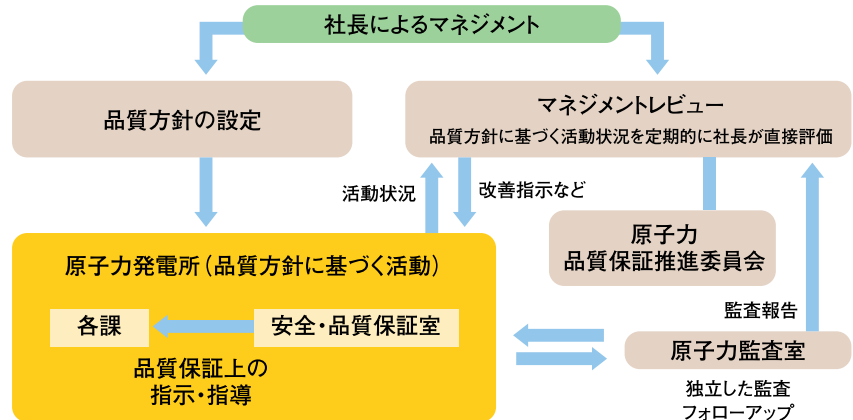 社長によるマネジメント
品質方針の設定
マネジメントレビュー
品質方針に基づく活動状況を定期的に社長が直接評価
活動状況
改善指示など
原子力
品質保証推進委員会
原子力発電所(品質方針に基づく活動)
各課
安全・品質保証室
品質保証上の
指示・指導
監査報告
原子力監査室
独立した監査
フォローアップ